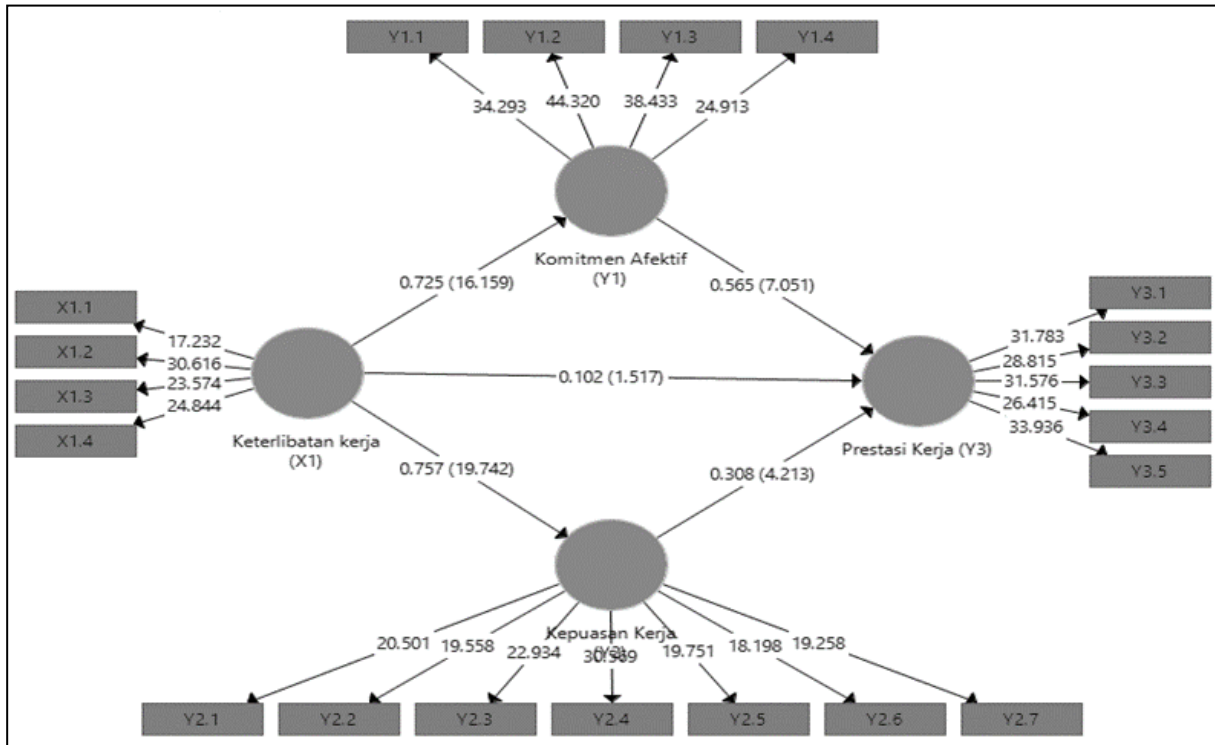 Y1.1
Y1.2
Y1.3
Y1.4
34.293
44.320
38.433
24.913
Komitmen Afektif
(Y1)
0.725 (16.159)
0.565 (7.051)
X1.1
X1.2
X1.3
X1.4
17.232
30.616
23.574
24.844
Keterlibatan kerja
(X1)
0.102 (1.517)
Y3.1
Y3.2
Y3.3
Y3.4
Y3.5
31.783
28.815
31.576
26.415
33.936
Prestasi Kerja (Y3)
0.757 (19.742)
0.308 (4.213)
Kepuasan Kerja
(Y2)
20.501
19.558
22.934
30.369
19.751
18.198
19.258
Y2.1
Y2.2
Y2.3
Y2.4
Y2.5
Y2.6
Y2.7